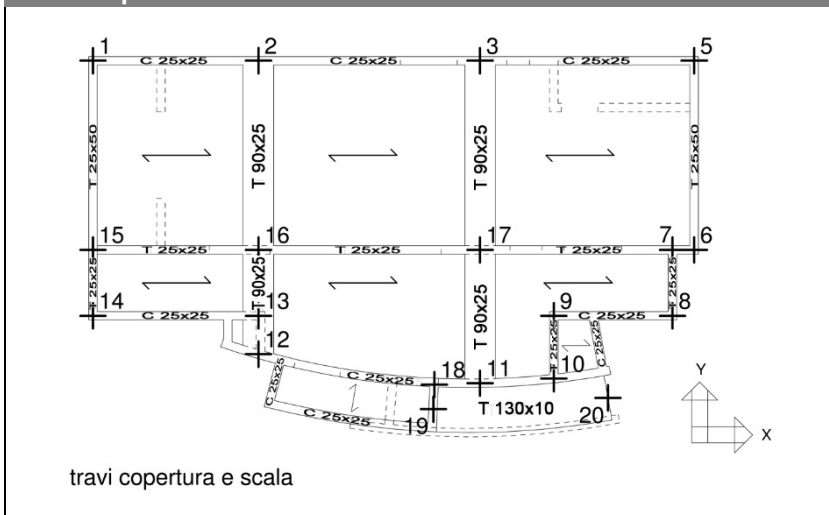 1 2 3 5
C 25x25 C 25x25 C 25x25
T 25x50 T 90x25 T 90x25
15 16 17 7 6
T 25x25 T 25x25 T 25x25
T 25x25 T 90x25 T 90x25 T 25x25
14 13 9 8
C 25x25 C 25x25
12 T 25x25 C 25x25
18 11 10
C 25x25 C 25x25
C 25x25 T 130x10
19 20
Y
X
travi copertura e scala